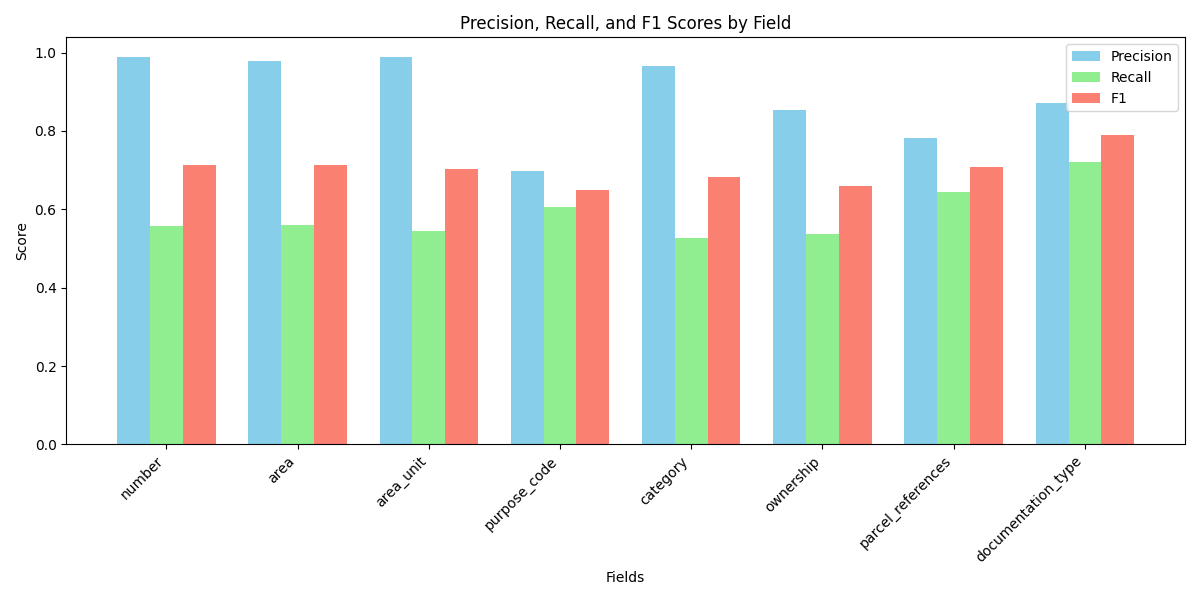 Precision, Recall, and F1 Scores by Field
Precision
Recall
F1
Score
1.0
0.8
0.6
0.4
0.2
0.0
number
area
area_unit
purpose_code
category
ownership
parcel_references
documentation_type
Fields